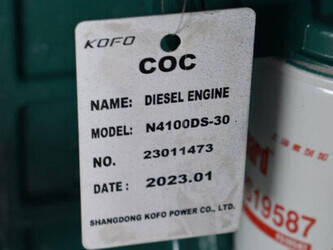 KOFO
COC
NAME: DIESEL ENGINE
MODEL: N4100DS-30
NO. 23011473
DATE: 2023.01
SHANGDONG KOFO POWER CO., LTD.
19587